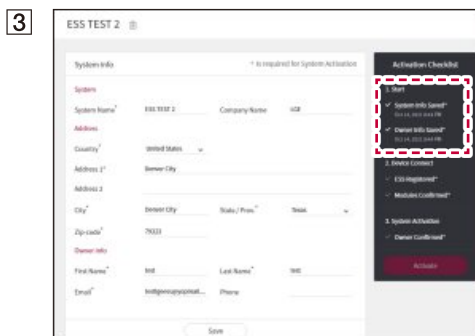 3
ESS TEST 2
System Info * is required for System Activation
System
System Name* ESS TEST 2 Company Name LGE
Address
Country* United States
Address 1* Denver City
Address 2
City* Denver City State / Prov.* Texas
Zip-code* 79323
Owner Info
First Name* test Last Name* test
Email* Phone
Save
Activation Checklist
1. Start
System Info Saved*
Owner Info Saved*
2. Device Connect
ESS Registered*
Modules Confirmed*
3. System Activation
Owner Confirmed*
Activate